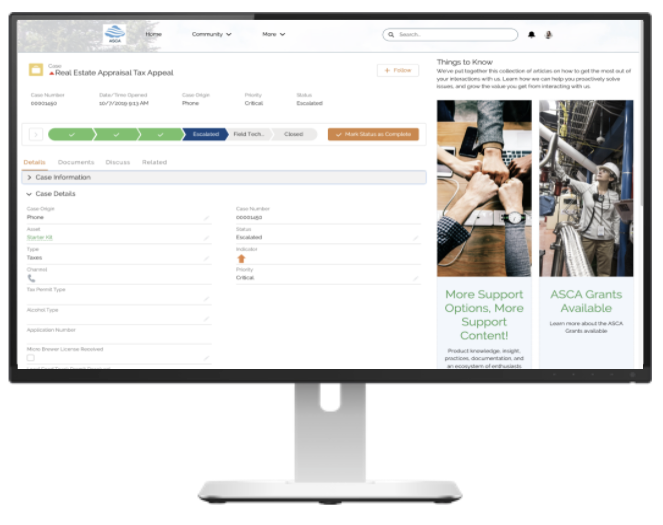 ASCA
Home
Community
More
Search...
Case
Real Estate Appraisal Tax Appeal
+ Follow
Case Number
Date/Time Opened
Case Origin
Priority
Status
00001490
10/7/2019 9:13 AM
Phone
Critical
Escalated
Escalated
Field Tech...
Closed
Mark Status as Complete
Details
Documents
Discuss
Related
Case Information
Case Details
Case Origin
Phone
Case Number
00001490
Asset
Starter Kit
Status
Escalated
Type
Taxes
Indicator
Channel
Priority
Critical
Tax Permit Type
Alcohol Type
Application Number
Micro Brewer License Received
Things to Know
We've put together this collection of articles on how to get the most out of
your interactions with us. Learn how we can help you proactively solve
issues, and grow the value you get from interacting with us.
More Support
Options, More
Support
Content!
Product knowledge, insight,
practices, documentation, and
an ecosystem of enthusiasts
ASCA Grants
Available
Learn more about the ASCA
Grants available